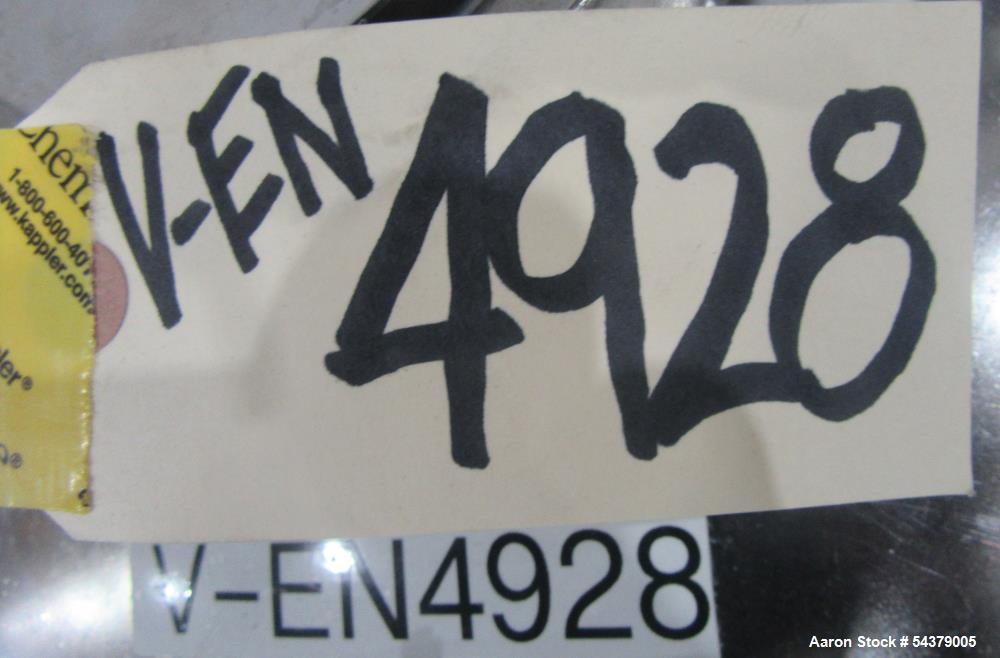 V-EN 4928
1-800-600-40
www.kappler.com
V-EN4928
Aaron Stock # 54379005